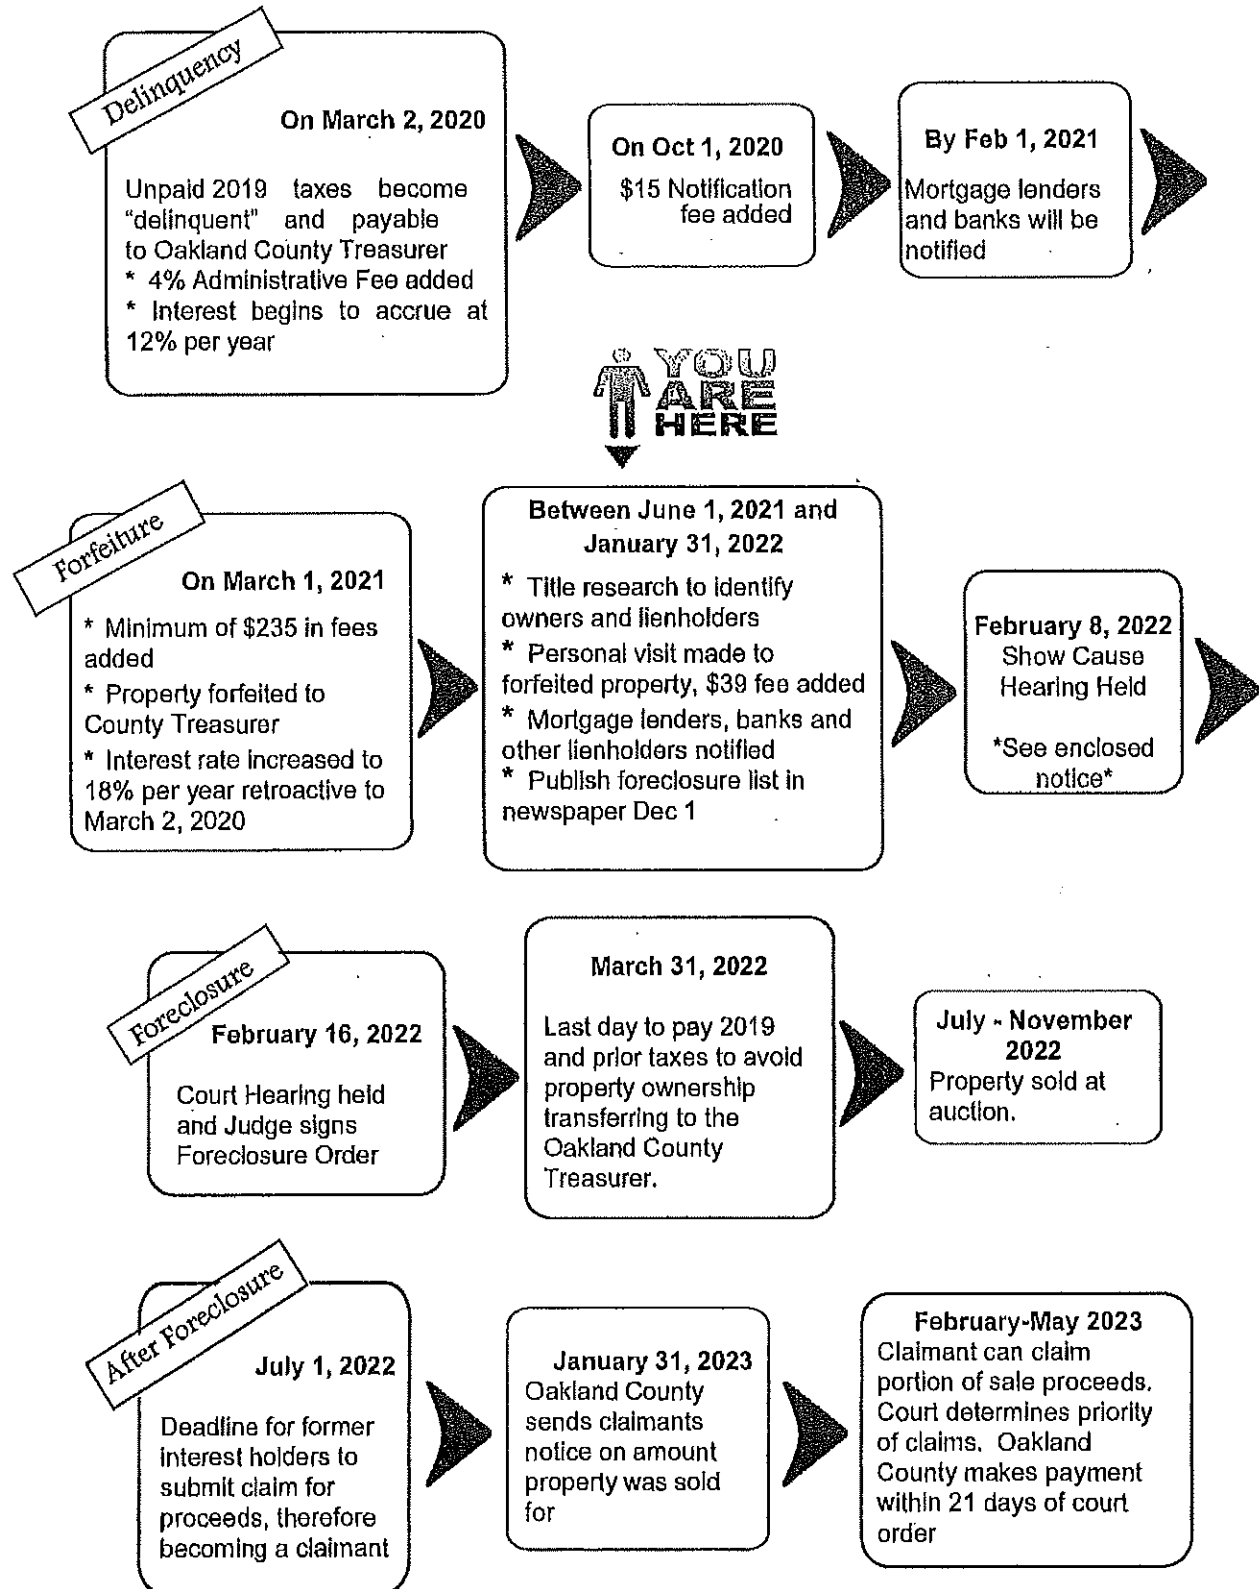 Delinquency
On March 2, 2020
Unpaid 2019 taxes become
"delinquent" and payable
to Oakland County Treasurer
* 4% Administrative Fee added
* Interest begins to accrue at
12% per year
On Oct 1, 2020
$15 Notification
fee added
By Feb 1, 2021
Mortgage lenders
and banks will be
notified
YOU
ARE
HERE
Forfeiture
On March 1, 2021
* Minimum of $235 in fees
added
* Property forfeited to
County Treasurer
* Interest rate increased to
18% per year retroactive to
March 2, 2020
Between June 1, 2021 and
January 31, 2022
* Title research to identify
owners and lienholders
* Personal visit made to
forfeited property, $39 fee added
* Mortgage lenders, banks and
other lienholders notified
* Publish foreclosure list in
newspaper Dec 1
February 8, 2022
Show Cause
Hearing Held
*See enclosed
notice*
Foreclosure
February 16, 2022
Court Hearing held
and Judge signs
Foreclosure Order
March 31, 2022
Last day to pay 2019
and prior taxes to avoid
property ownership
transferring to the
Oakland County
Treasurer.
July - November
2022
Property sold at
auction.
After Foreclosure
July 1, 2022
Deadline for former
interest holders to
submit claim for
proceeds, therefore
becoming a claimant
January 31, 2023
Oakland County
sends claimants
notice on amount
property was sold
for
February-May 2023
Claimant can claim
portion of sale proceeds.
Court determines priority
of claims. Oakland
County makes payment
within 21 days of court
order